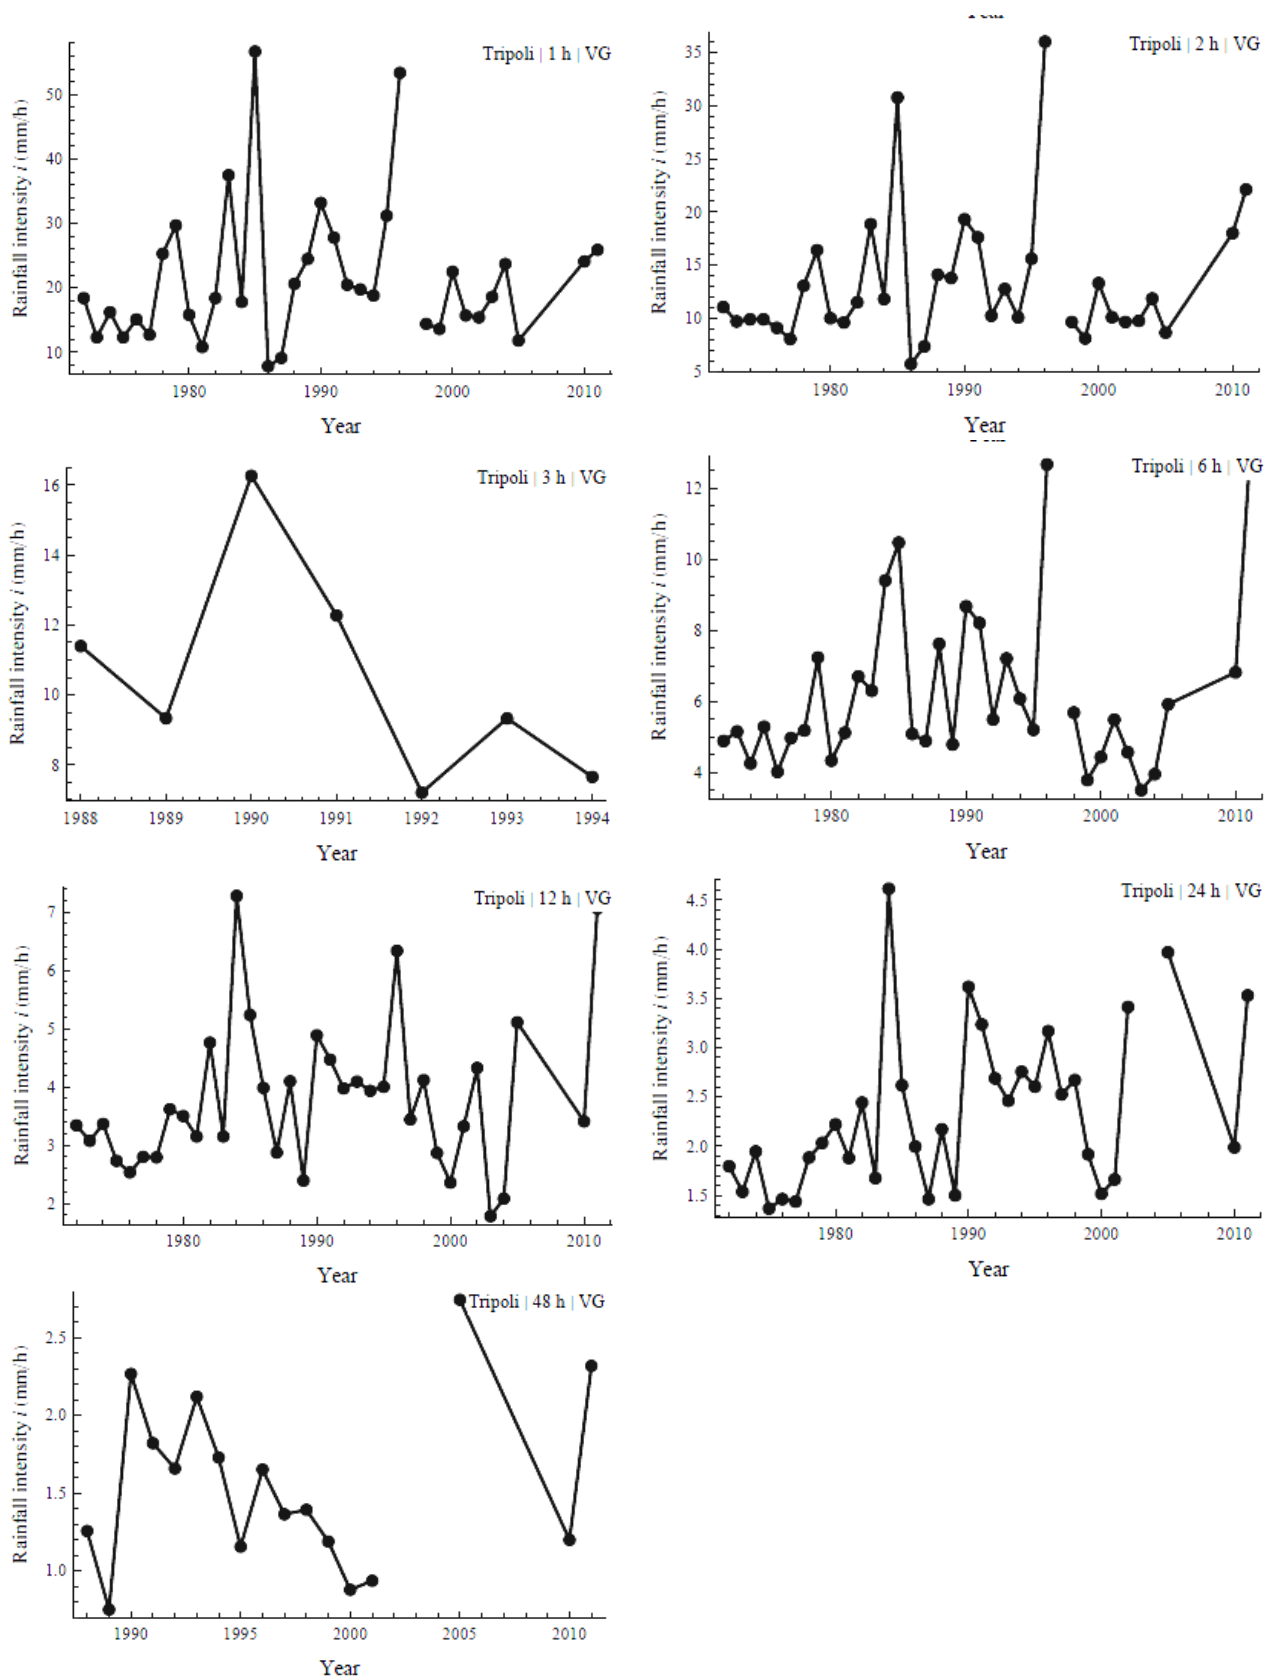 Tripoli | 1 h | VG
Rainfall intensity i (mm/h)
50
40
30
20
10
1980 1990 2000 2010
Year
Tripoli | 2 h | VG
Rainfall intensity i (mm/h)
35
30
25
20
15
10
5
1980 1990 2000 2010
Year
Tripoli | 3 h | VG
Rainfall intensity i (mm/h)
16
14
12
10
8
1988 1989 1990 1991 1992 1993 1994
Year
Tripoli | 6 h | VG
Rainfall intensity i (mm/h)
12
10
8
6
4
1980 1990 2000 2010
Year
Tripoli | 12 h | VG
Rainfall intensity i (mm/h)
7
6
5
4
3
2
1980 1990 2000 2010
Year
Tripoli | 24 h | VG
Rainfall intensity i (mm/h)
4.5
4.0
3.5
3.0
2.5
2.0
1.5
1980 1990 2000 2010
Year
Tripoli | 48 h | VG
Rainfall intensity i (mm/h)
2.5
2.0
1.5
1.0
1990 1995 2000 2005 2010
Year